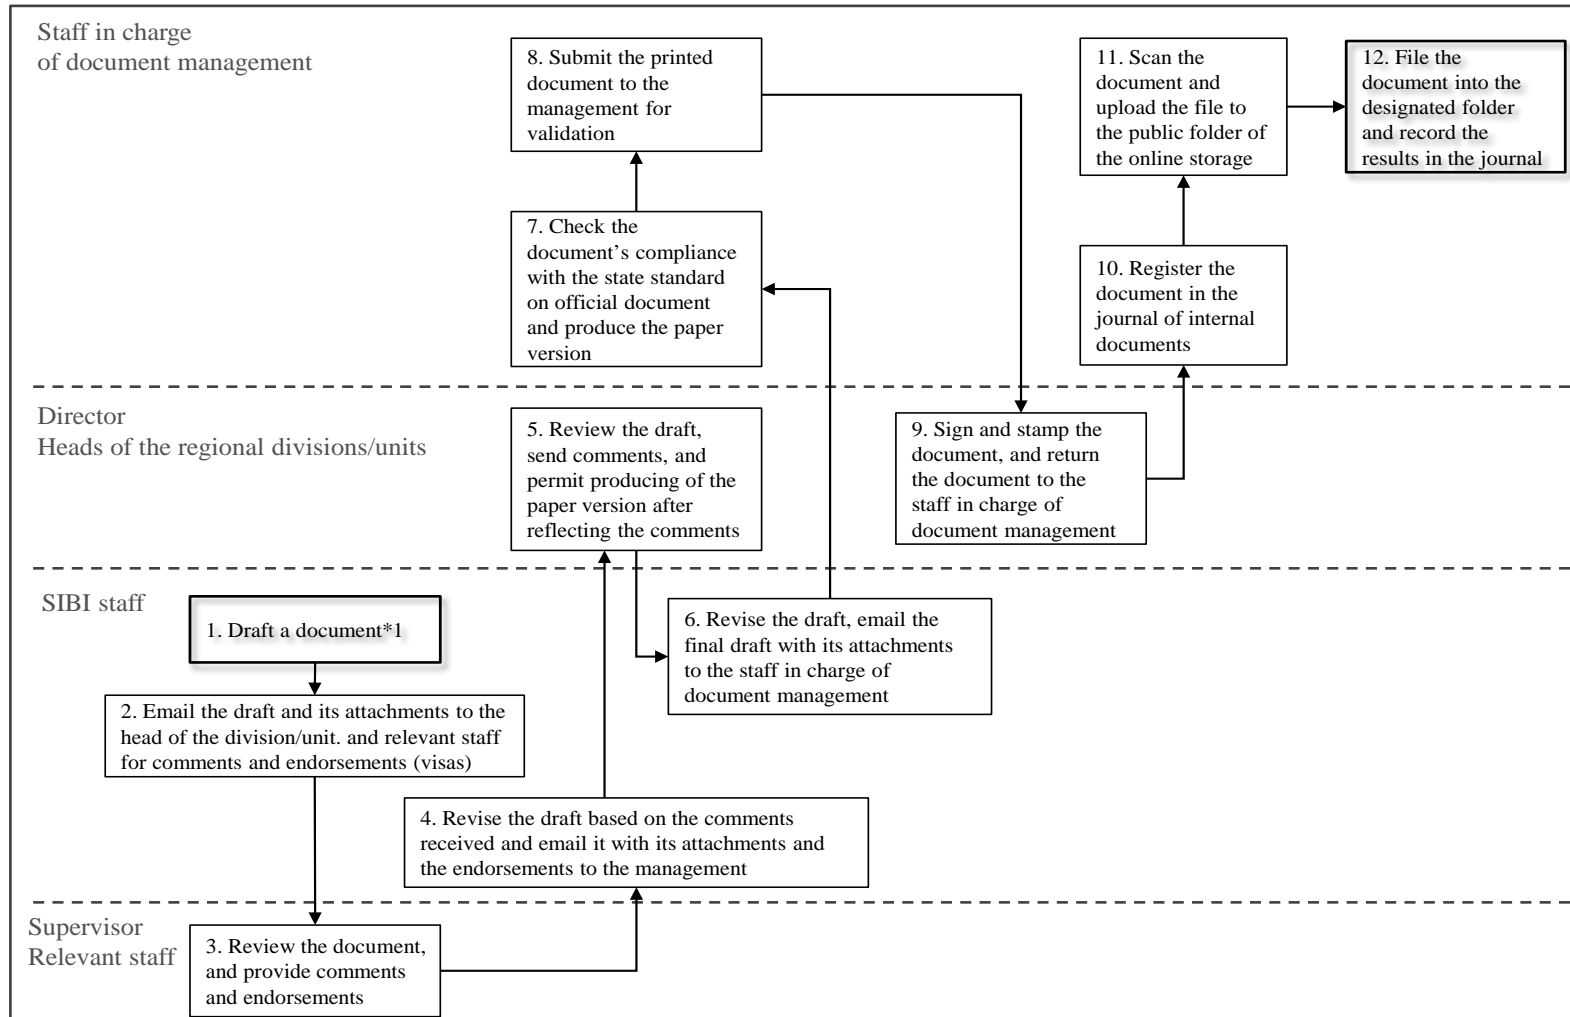 Staff in charge
of document management
8. Submit the printed
document to the
management for
validation
11. Scan the
document and
upload the file to
the public folder of
the online storage
12. File the
document into the
designated folder
and record the
results in the journal
7. Check the
document’s compliance
with the state standard
on official document
and produce the paper
version
10. Register the
document in the
journal of internal
documents
Director
Heads of the regional divisions/units
5. Review the draft,
send comments, and
permit producing of the
paper version after
reflecting the comments
9. Sign and stamp the
document, and return
the document to the
staff in charge of
document management
SIBI staff
1. Draft a document*1
6. Revise the draft, email the
final draft with its attachments
to the staff in charge of
document management
2. Email the draft and its attachments to the
head of the division/unit. and relevant staff
for comments and endorsements (visas)
4. Revise the draft based on the comments
received and email it with its attachments and
the endorsements to the management
Supervisor
Relevant staff
3. Review the document,
and provide comments
and endorsements